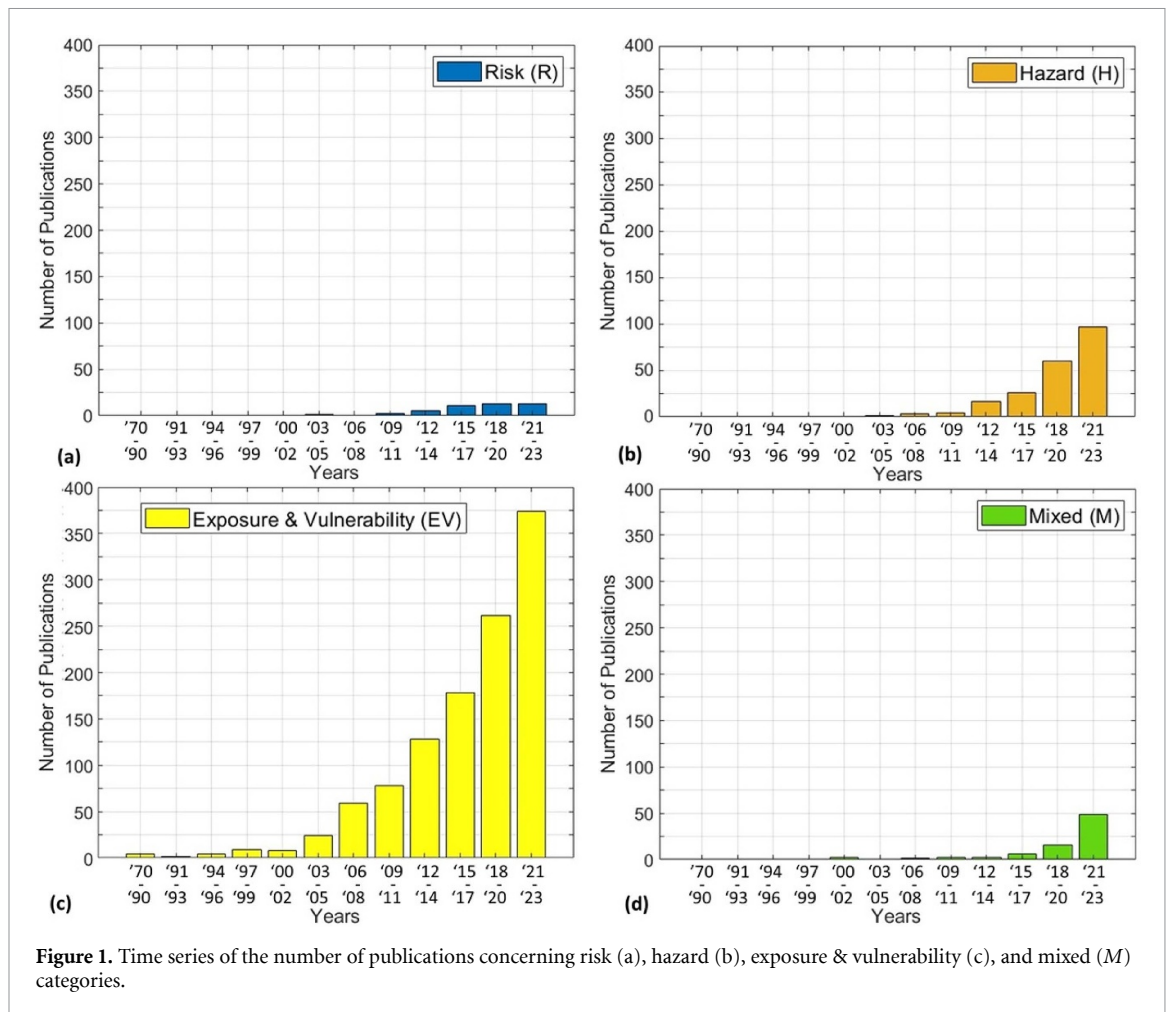 Risk (R)
400
350
300
250
200
150
100
50
0
Number of Publications
'70 '91 '94 '97 '00 '03 '06 '09 '12 '15 '18 '21
- - - - - - - - - - - -
'90 '93 '96 '99 '02 '05 '08 '11 '14 '17 '20 '23
(a)
Years
Hazard (H)
400
350
300
250
200
150
100
50
0
Number of Publications
'70 '91 '94 '97 '00 '03 '06 '09 '12 '15 '18 '21
- - - - - - - - - - - -
'90 '93 '96 '99 '02 '05 '08 '11 '14 '17 '20 '23
(b)
Years
Exposure & Vulnerability (EV)
400
350
300
250
200
150
100
50
0
Number of Publications
'70 '91 '94 '97 '00 '03 '06 '09 '12 '15 '18 '21
- - - - - - - - - - - -
'90 '93 '96 '99 '02 '05 '08 '11 '14 '17 '20 '23
(c)
Years
Mixed (M)
400
350
300
250
200
150
100
50
0
Number of Publications
'70 '91 '94 '97 '00 '03 '06 '09 '12 '15 '18 '21
- - - - - - - - - - - -
'90 '93 '96 '99 '02 '05 '08 '11 '14 '17 '20 '23
(d)
Years
Figure 1. Time series of the number of publications concerning risk (a), hazard (b), exposure & vulnerability (c), and mixed (M)
categories.